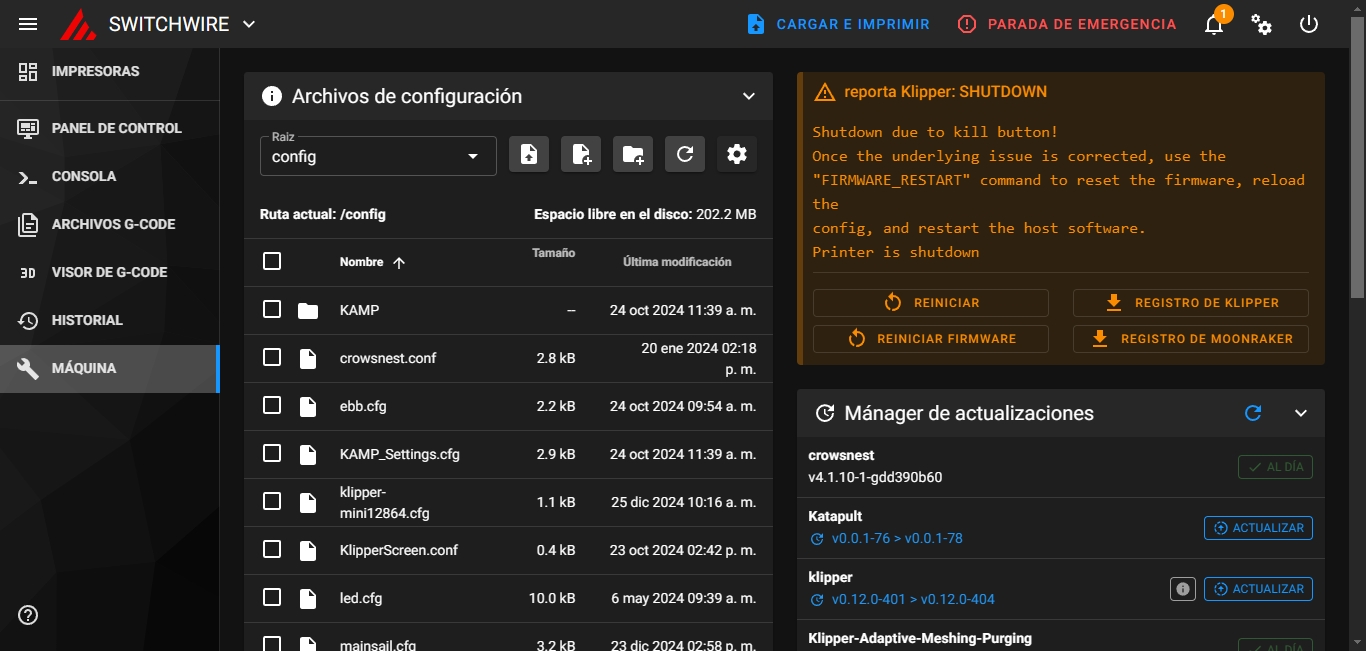 SWITCHWIRE
CARGAR E IMPRIMIR
PARADA DE EMERGENCIA
1
IMPRESORAS
PANEL DE CONTROL
CONSOLA
ARCHIVOS G-CODE
3D VISOR DE G-CODE
HISTORIAL
MÁQUINA
Archivos de configuración
Raiz
config
Ruta actual: /config
Espacio libre en el disco: 202.2 MB
Nombre
Tamaño
Última modificación
KAMP
--
24 oct 2024 11:39 a. m.
crowsnest.conf
2.8 kB
20 ene 2024 02:18
p. m.
ebb.cfg
2.2 kB
24 oct 2024 09:54 a. m.
KAMP_Settings.cfg
2.9 kB
24 oct 2024 11:39 a. m.
klipper-
mini12864.cfg
1.1 kB
25 dic 2024 10:16 a. m.
KlipperScreen.conf
0.4 kB
23 oct 2024 02:42 p. m.
led.cfg
10.0 kB
6 may 2024 09:39 a. m.
mainsail.cfg
3.2 kB
23 dic 2024 02:58 p. m.
reporta Klipper: SHUTDOWN
Shutdown due to kill button!
Once the underlying issue is corrected, use the
"FIRMWARE_RESTART" command to reset the firmware, reload
the
config, and restart the host software.
Printer is shutdown
REINICIAR
REGISTRO DE KLIPPER
REINICIAR FIRMWARE
REGISTRO DE MOONRAKER
Mánager de actualizaciones
crowsnest
v4.1.10-1-gdd390b60
AL DÍA
Katapult
v0.0.1-76 > v0.0.1-78
ACTUALIZAR
klipper
v0.12.0-401 > v0.12.0-404
ACTUALIZAR
Klipper-Adaptive-Meshing-Purging
AL DÍA